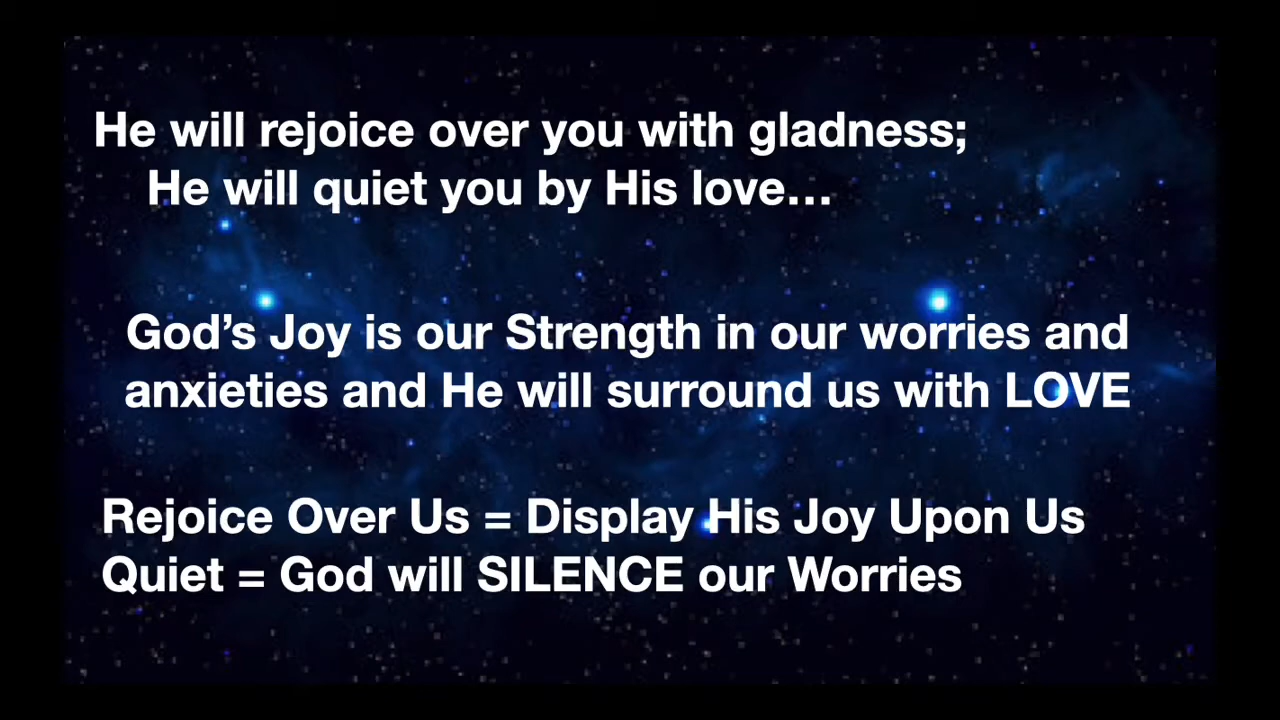 He will rejoice over you with gladness;
He will quiet you by His love…
God’s Joy is our Strength in our worries and
anxieties and He will surround us with LOVE
Rejoice Over Us = Display His Joy Upon Us
Quiet = God will SILENCE our Worries